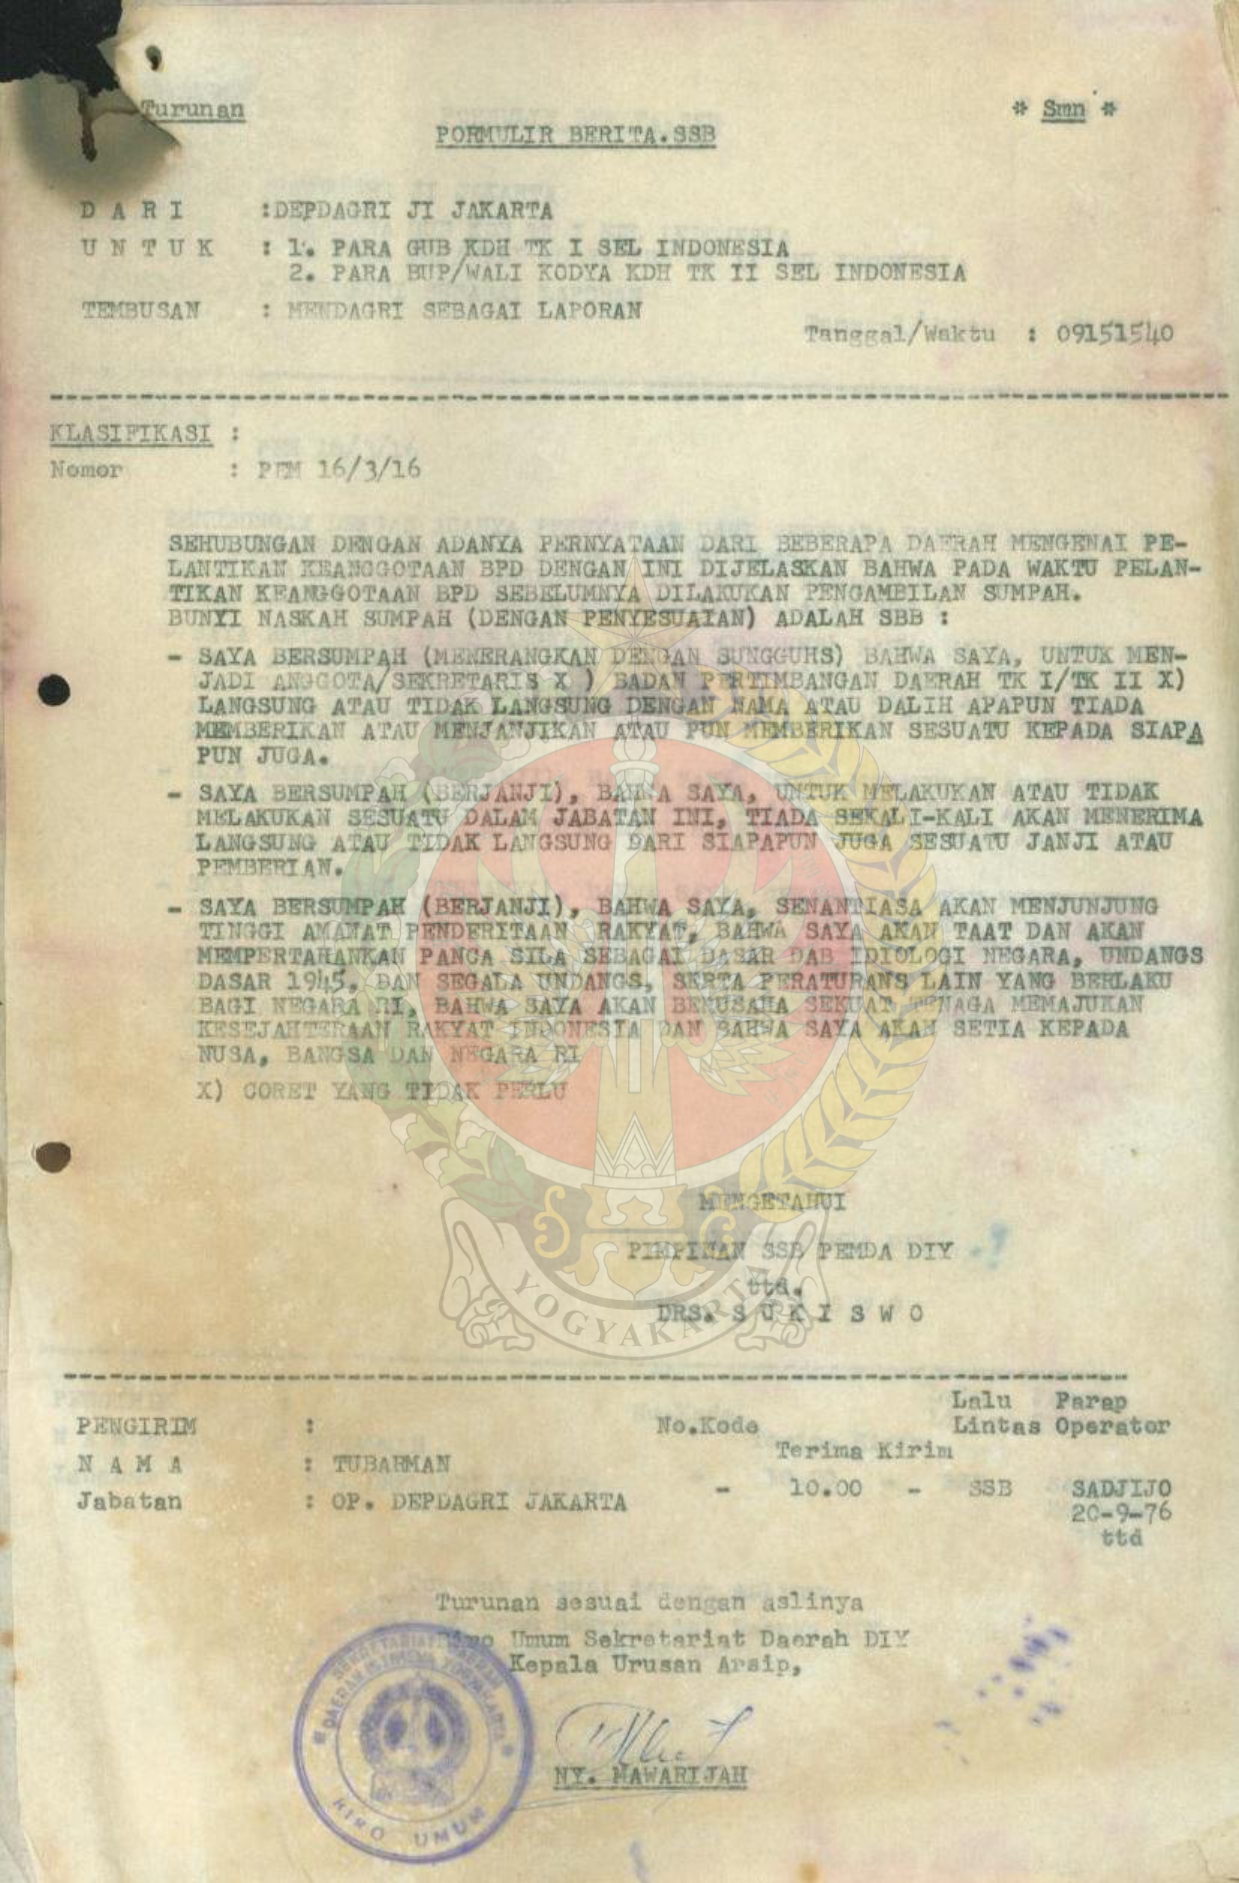 Turunan
* Smn *
PORMULIR BERITA.SSB
D A R I :DEPDAGRI JI JAKARTA
U N T U K : 1. PARA GUB KDH TK I SEL INDONESIA
2. PARA BUP/WALI KODYA KDH TK II SEL INDONESIA
TEMBUSAN : MENDAGRI SEBAGAI LAPORAN
Tanggal/Waktu : 09151540
KLASIFIKASI :
Nomor : PEM 16/3/16
SEHUBUNGAN DENGAN ADANYA PERNYATAAN DARI BEBERAPA DAERAH MENGENAI PE-
LANTIKAN KEANGGOTAAN BPD DENGAN INI DIJELASKAN BAHWA PADA WAKTU PELAN-
TIKAN KEANGGOTAAN BPD SEBELUMNYA DILAKUKAN PENGAMBILAN SUMPAH.
BUNYI NASKAH SUMPAH (DENGAN PENYESUAIAN) ADALAH SBB :
- SAYA BERSUMPAH (MENERANGKAN DENGAN SUNGGUHS) BAHWA SAYA, UNTUK MEN-
JADI ANGGOTA/SEKRETARIS X ) BADAN PERTIMBANGAN DAERAH TK I/TK II X)
LANGSUNG ATAU TIDAK LANGSUNG DENGAN NAMA ATAU DALIH APAPUN TIADA
MEMBERIKAN ATAU MENJANJIKAN ATAU PUN MEMBERIKAN SESUATU KEPADA SIAPA
PUN JUGA.
- SAYA BERSUMPAH (BERJANJI), BAHWA SAYA, UNTUK MELAKUKAN ATAU TIDAK
MELAKUKAN SESUATU DALAM JABATAN INI, TIADA SEKALI-KALI AKAN MENERIMA
LANGSUNG ATAU TIDAK LANGSUNG DARI SIAPAPUN JUGA SESUATU JANJI ATAU
PEMBERIAN.
- SAYA BERSUMPAH (BERJANJI), BAHWA SAYA, SENANTIASA AKAN MENJUNJUNG
TINGGI AMANAT PENDERITAAN RAKYAT, BAHWA SAYA AKAN TAAT DAN AKAN
MEMPERTAHANKAN PANCA SILA SEBAGAI DASAR DAB IDIOLOGI NEGARA, UNDANGS
DASAR 1945, DAN SEGALA UNDANGS, SERTA PERATURANS LAIN YANG BERLAKU
BAGI NEGARA RI, BAHWA SAYA AKAN BERUSAHA SEKUAT TENAGA MEMAJUKAN
KESEJAHTERAAN RAKYAT INDONESIA DAN BAHWA SAYA AKAN SETIA KEPADA
NUSA, BANGSA DAN NEGARA RI
X) CORET YANG TIDAK PERLU
MENGETAHUI
PIMPINAN SSB PEMDA DIY
ttd.
DRS. S U K I S W O
YOGYAKARTA
Lalu Parap
PENGIRIM : No.Kode Lintas Operator
Terima Kirim
N A M A : TUBARMAN
- 10.00 - SSB SADJIJO
Jabatan : OP. DEPDAGRI JAKARTA
20-9-76
ttd
Turunan sesuai dengan aslinya
Biro Umum Sekretariat Daerah DIY
Kepala Urusan Arsip,
NY. MAWARIJAH
SEKRETARIAT DAERAH
DAERAH ISTIMEWA YOGYAKARTA
BIRO UMUM